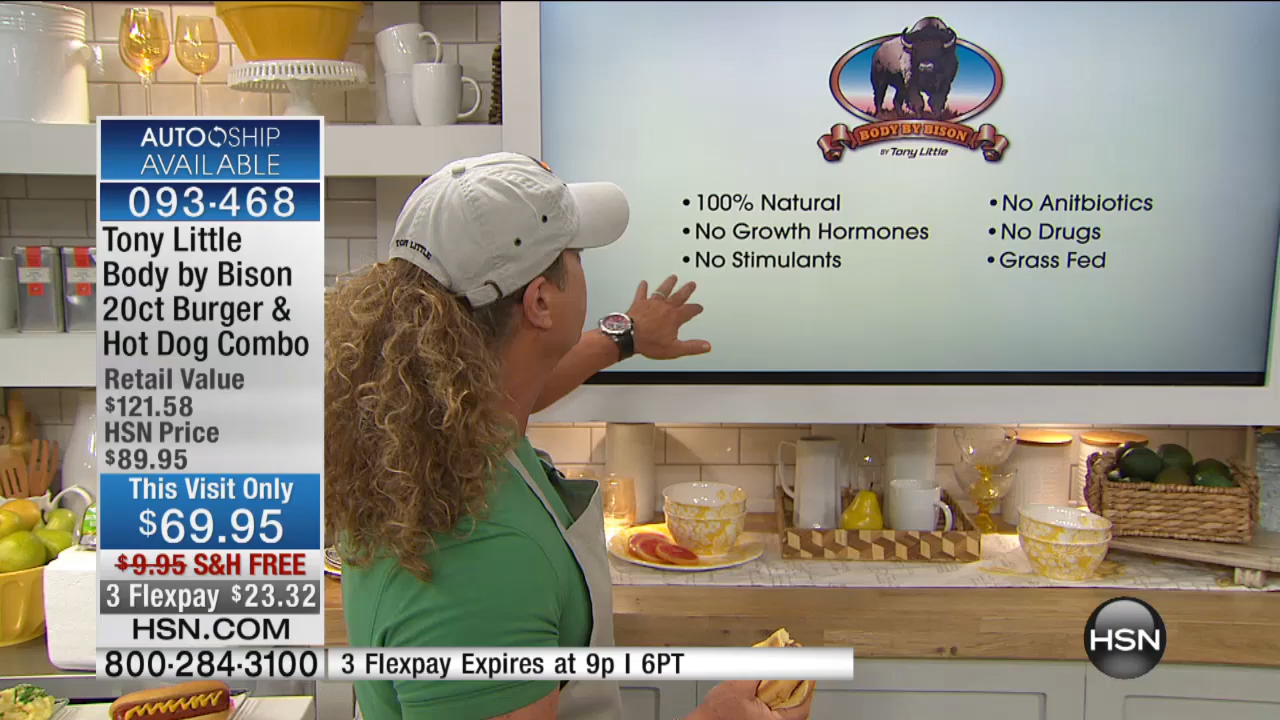 AUTO SHIP
AVAILABLE
093-468
Tony Little
Body by Bison
20ct Burger &
Hot Dog Combo
Retail Value
$121.58
HSN Price
$89.95
This Visit Only
$69.95
$9.95 S&H FREE
3 Flexpay $23.32
HSN.COM
800-284-3100
3 Flexpay Expires at 9p | 6PT
TONY LITTLE
BODY BY BISON
BY Tony Little
• 100% Natural
• No Growth Hormones
• No Stimulants
• No Anitbiotics
• No Drugs
• Grass Fed
HSN